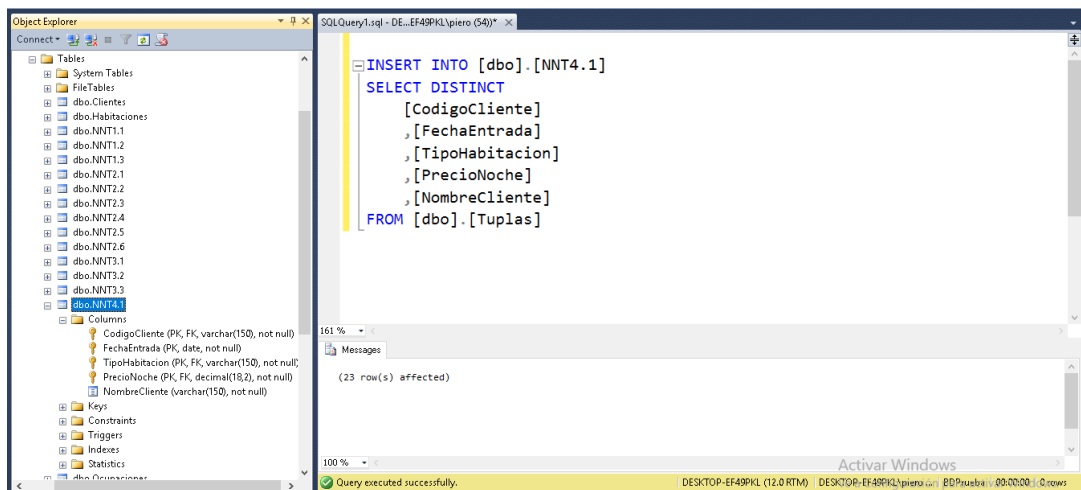 Object Explorer
Connect
Tables
System Tables
FileTables
dbo.Clientes
dbo.Habitaciones
dbo.NNT1.1
dbo.NNT1.2
dbo.NNT1.3
dbo.NNT2.1
dbo.NNT2.2
dbo.NNT2.3
dbo.NNT2.4
dbo.NNT2.5
dbo.NNT2.6
dbo.NNT3.1
dbo.NNT3.2
dbo.NNT3.3
dbo.NNT4.1
Columns
CodigoCliente (PK, FK, varchar(150), not null)
FechaEntrada (PK, date, not null)
TipoHabitacion (PK, FK, varchar(150), not null)
PrecioNoche (PK, FK, decimal(18,2), not null)
NombreCliente (varchar(150), not null)
Keys
Constraints
Triggers
Indexes
Statistics
dbo.Ocupaciones
SQLQuery1.sql - DE...EF49PKL\piero (54))*
INSERT INTO [dbo].[NNT4.1]
SELECT DISTINCT
[CodigoCliente]
,[FechaEntrada]
,[TipoHabitacion]
,[PrecioNoche]
,[NombreCliente]
FROM [dbo].[Tuplas]
161 %
Messages
(23 row(s) affected)
100 %
Activar Windows
Query executed successfully.
DESKTOP-EF49PKL (12.0 RTM)
DESKTOP-EF49PKL\piero ...
BDPrueba
00:00:00
0 rows